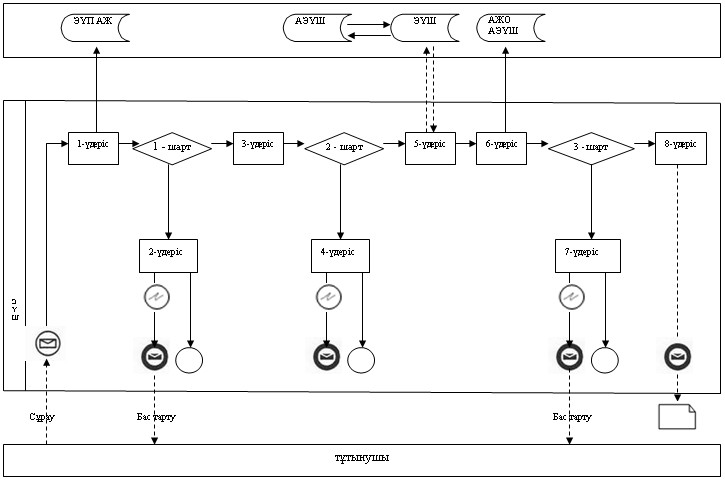 ЭҮП АЖ
АЭҮШ
ЭҮШ
АЖО
АЭҮШ
1-үдеріс
1 - шарт
3-үдеріс
2 - шарт
5-үдеріс
6-үдеріс
3 - шарт
8-үдеріс
2-үдеріс
4-үдеріс
7-үдеріс
Сұрау
Бас тарту
Бас тарту
тұтынушы